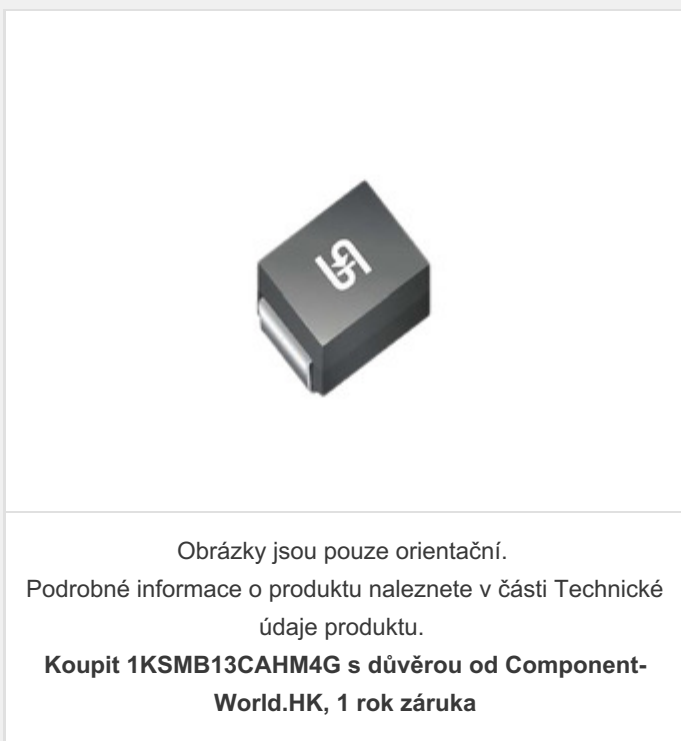 Obrázky jsou pouze orientační.
Podrobné informace o produktu naleznete v části Technické
údaje produktu.
Koupit 1KSMB13CAHM4G s důvěrou od Component-
World.HK, 1 rok záruka